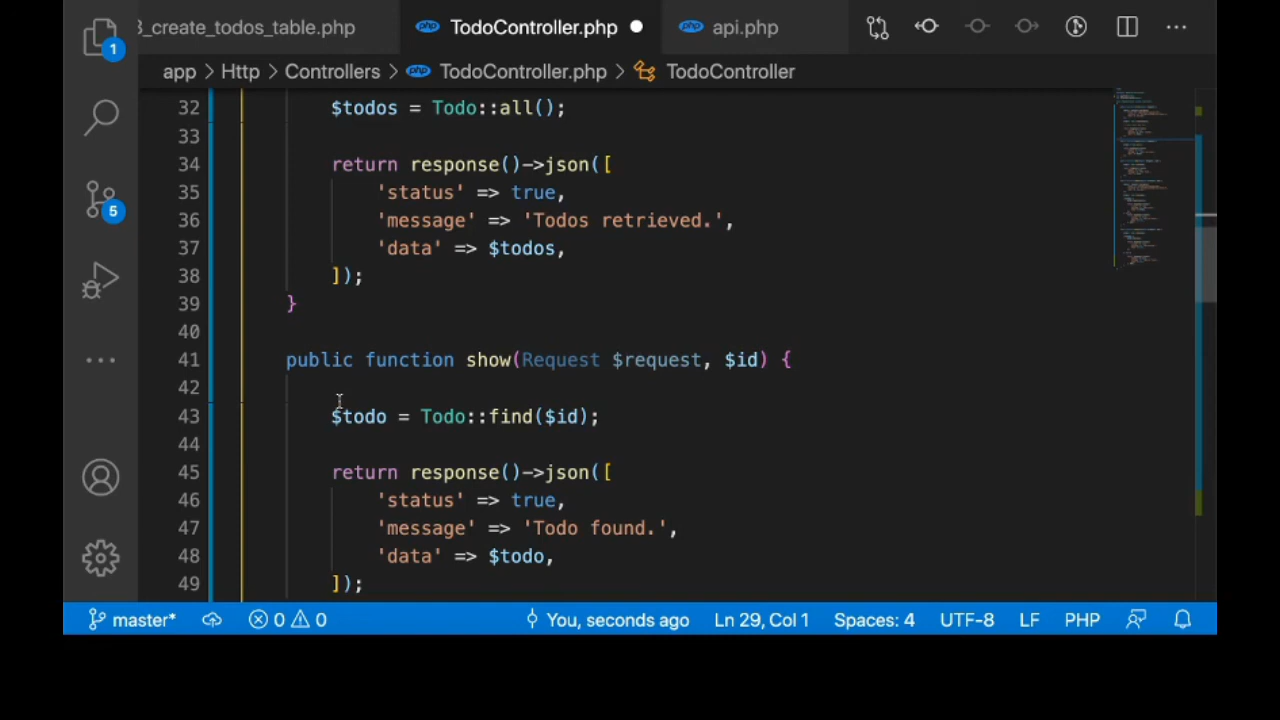 3_create_todos_table.php
php TodoController.php
php api.php
1
app > Http > Controllers > php TodoController.php > TodoController
32 $todos = Todo::all();
33
34 return response()->json([
35 'status' => true,
36 'message' => 'Todos retrieved.',
37 'data' => $todos,
38 ]);
39 }
40
41 public function show(Request $request, $id) {
42
43 $todo = Todo::find($id);
44
45 return response()->json([
46 'status' => true,
47 'message' => 'Todo found.',
48 'data' => $todo,
49 ]);
5
master* 0 0 You, seconds ago Ln 29, Col 1 Spaces: 4 UTF-8 LF PHP